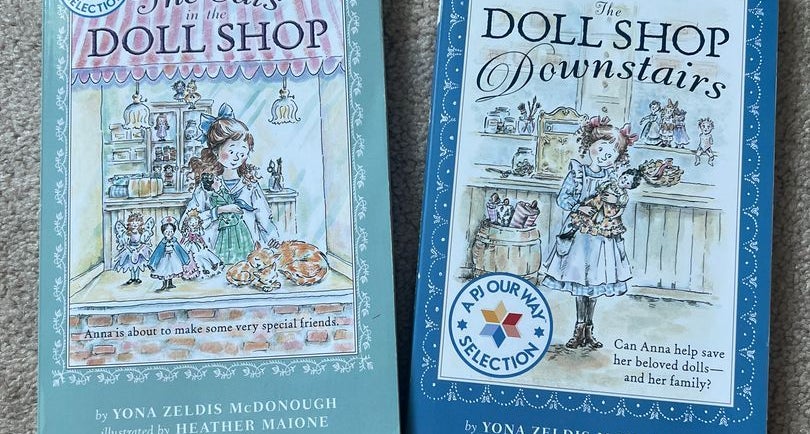 SELECTION
The Cats
in the
DOLL SHOP
Anna is about to make some very special friends.
by YONA ZELDIS McDONOUGH
illustrated by HEATHER MAIONE
The
DOLL SHOP
Downstairs
A PJ OUR WAY
SELECTION
Can Anna help save
her beloved dolls—
and her family?
by YONA ZELDIS